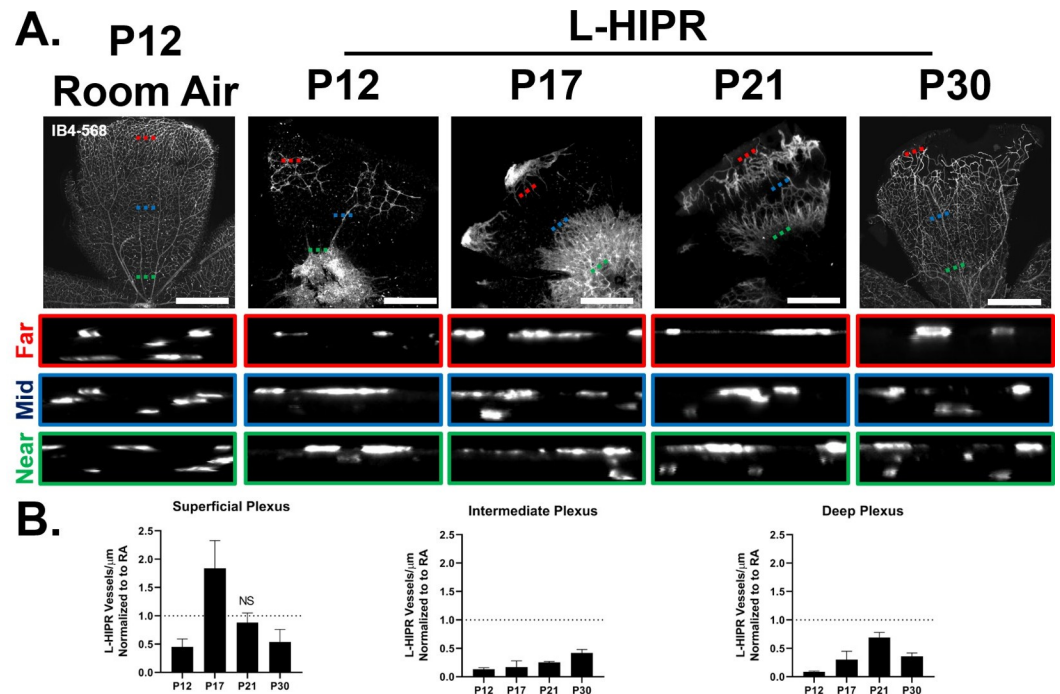 A.
P12
Room Air
L-HIPR
P12
P17
P21
P30
IB4-568
Far
Mid
Near
B.
Superficial Plexus
L-HIPR Vessels/μm
Normalized to to RA
2.5
2.0
1.5
1.0
0.5
0.0
NS
P12 P17 P21 P30
Intermediate Plexus
L-HIPR Vessels/μm
Normalized to RA
2.5
2.0
1.5
1.0
0.5
0.0
P12 P17 P21 P30
Deep Plexus
L-HIPR Vessels/μm
Normalized to RA
2.5
2.0
1.5
1.0
0.5
0.0
P12 P17 P21 P30